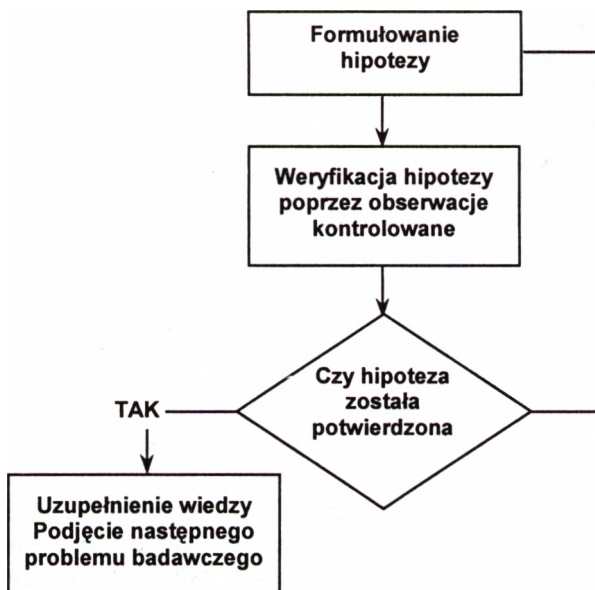 Formułowanie
hipotezy
Weryfikacja hipotezy
poprzez obserwacje
kontrolowane
Czy hipoteza
została
potwierdzona
TAK
Uzupełnienie wiedzy
Podjęcie następnego
problemu badawczego